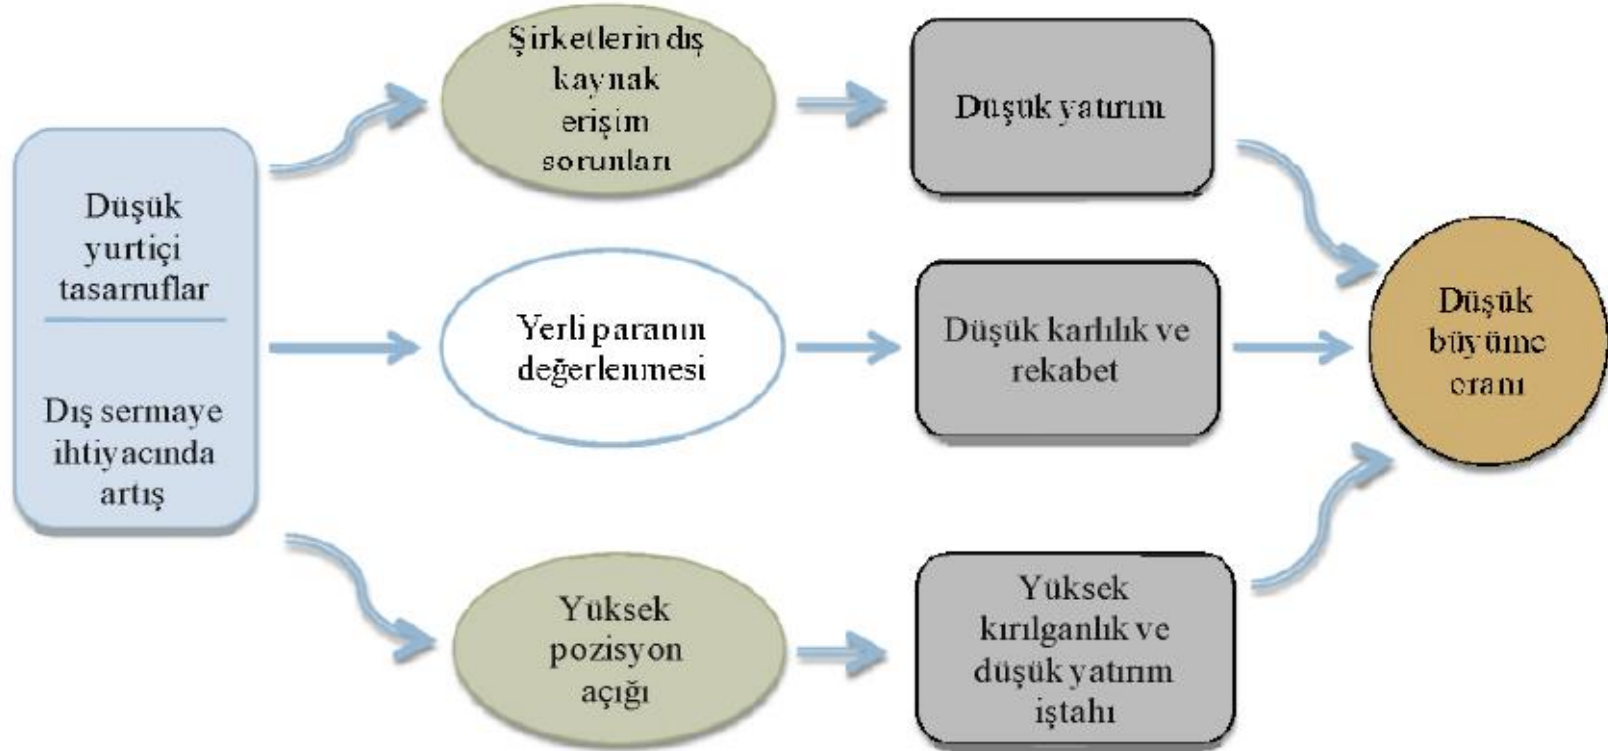 Düşük
yurtiçi
tasarruflar
Dış sermaye
ihtiyacında
artış
Şirketlerin dış
kaynak
erişim
sorunları
Düşük yatırım
Yerli paranın
değerlenmesi
Düşük karlılık ve
rekabet
Yüksek
pozisyon
açığı
Yüksek
kırılganlık ve
düşük yatırım
iştahı
Düşük
büyüme
oranı